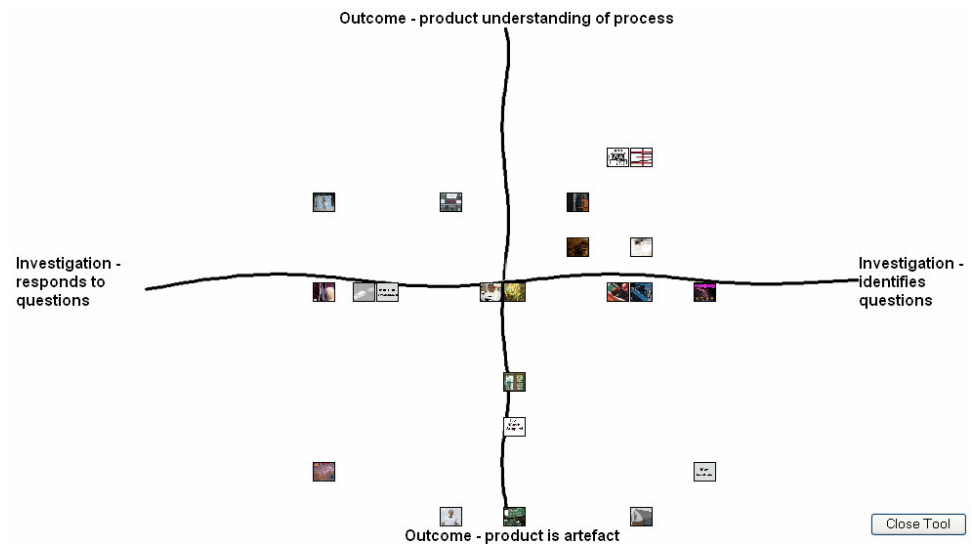 Outcome - product understanding of process
Investigation -
responds to
questions
Investigation -
identifies
questions
Outcome - product is artefact
Close Tool